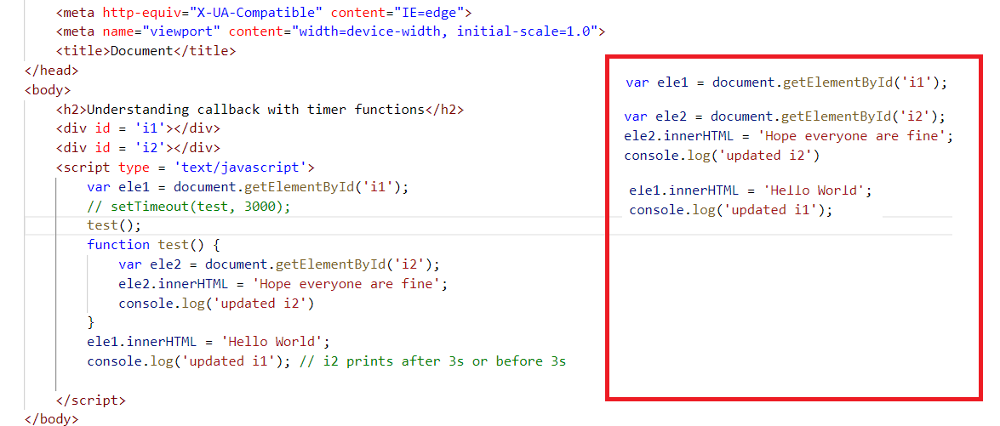 <meta http-equiv="X-UA-Compatible" content="IE=edge">
<meta name="viewport" content="width=device-width, initial-scale=1.0">
<title>Document</title>
</head>
<body>
<h2>Understanding callback with timer functions</h2>
<div id = 'i1'></div>
<div id = 'i2'></div>
<script type = 'text/javascript'>
var ele1 = document.getElementById('i1');
// setTimeout(test, 3000);
test();
function test() {
var ele2 = document.getElementById('i2');
ele2.innerHTML = 'Hope everyone are fine';
console.log('updated i2')
}
ele1.innerHTML = 'Hello World';
console.log('updated i1'); // i2 prints after 3s or before 3s
</script>
</body>
var ele1 = document.getElementById('i1');
var ele2 = document.getElementById('i2');
ele2.innerHTML = 'Hope everyone are fine';
console.log('updated i2')
ele1.innerHTML = 'Hello World';
console.log('updated i1');